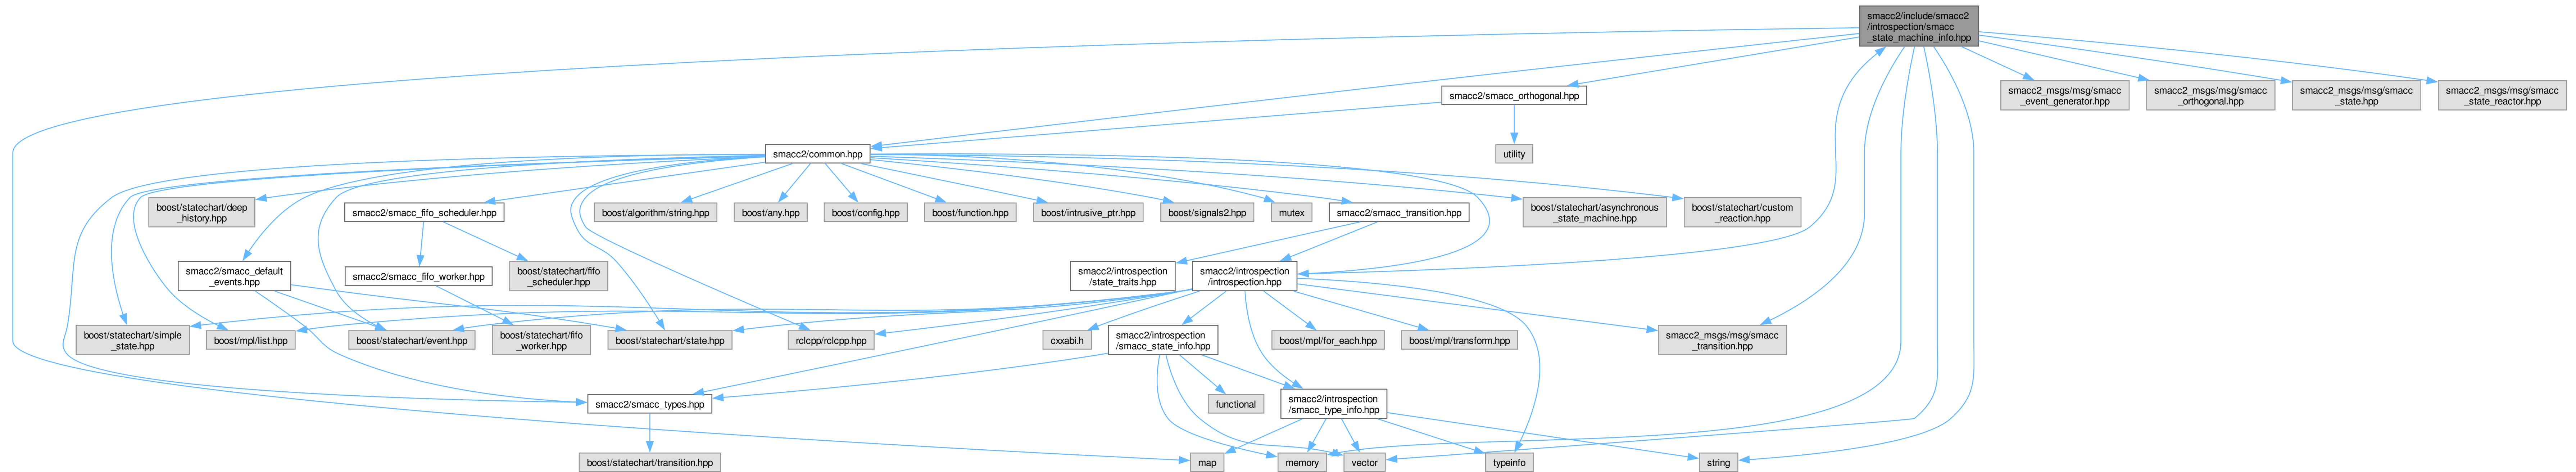 smacc2/include/smacc2
/introspection/smacc
_state_machine_info.hpp
smacc2/smacc_orthogonal.hpp
smacc2_msgs/msg/smacc
_event_generator.hpp
smacc2_msgs/msg/smacc
_orthogonal.hpp
smacc2_msgs/msg/smacc
_state.hpp
smacc2_msgs/msg/smacc
_state_reactor.hpp
smacc2/common.hpp
utility
boost/statechart/deep
_history.hpp
smacc2/smacc_fifo_scheduler.hpp
boost/algorithm/string.hpp
boost/any.hpp
boost/config.hpp
boost/function.hpp
boost/intrusive_ptr.hpp
boost/signals2.hpp
mutex
smacc2/smacc_transition.hpp
boost/statechart/asynchronous
_state_machine.hpp
boost/statechart/custom
_reaction.hpp
smacc2/smacc_default
_events.hpp
smacc2/smacc_fifo_worker.hpp
boost/statechart/fifo
_scheduler.hpp
smacc2/introspection
/state_traits.hpp
smacc2/introspection
/introspection.hpp
boost/statechart/simple
_state.hpp
boost/mpl/list.hpp
boost/statechart/event.hpp
boost/statechart/fifo
_worker.hpp
boost/statechart/state.hpp
rclcpp/rclcpp.hpp
cxxabi.h
smacc2/introspection
/smacc_state_info.hpp
boost/mpl/for_each.hpp
boost/mpl/transform.hpp
smacc2_msgs/msg/smacc
_transition.hpp
smacc2/smacc_types.hpp
functional
smacc2/introspection
/smacc_type_info.hpp
boost/statechart/transition.hpp
map
memory
vector
typeinfo
string